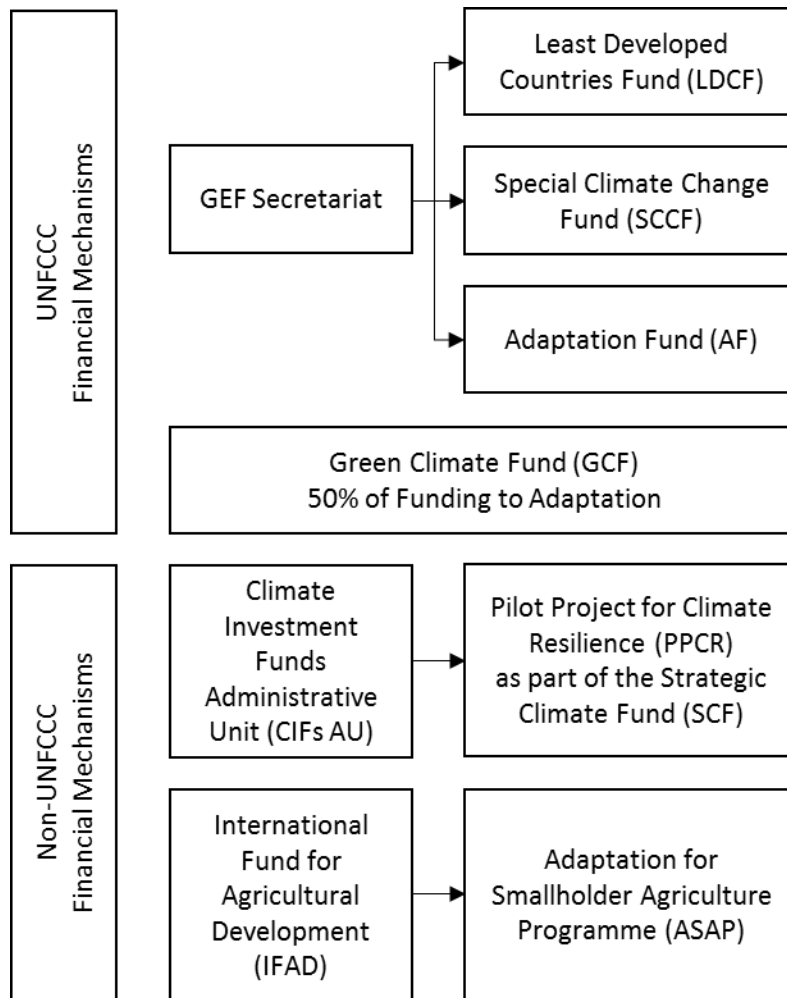 UNFCCC
Financial Mechanisms
GEF Secretariat
Least Developed
Countries Fund (LDCF)
Special Climate Change
Fund (SCCF)
Adaptation Fund (AF)
Green Climate Fund (GCF)
50% of Funding to Adaptation
Non-UNFCCC
Financial Mechanisms
Climate
Investment
Funds
Administrative
Unit (CIFs AU)
Pilot Project for Climate
Resilience (PPCR)
as part of the Strategic
Climate Fund (SCF)
International
Fund for
Agricultural
Development
(IFAD)
Adaptation for
Smallholder Agriculture
Programme (ASAP)